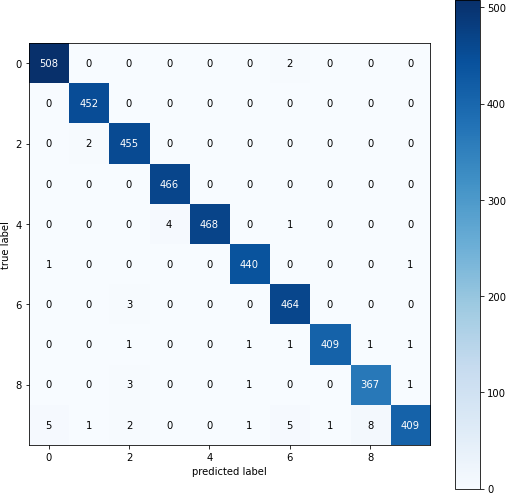 500
0 508 0 0 0 0 0 2 0 0 0
0 452 0 0 0 0 0 0 0 0
2 0 2 455 0 0 0 0 0 0 0
400
0 0 0 466 0 0 0 0 0 0
4 0 0 0 4 468 0 1 0 0 0
300
true label
1 0 0 0 0 440 0 0 0 1
6 0 0 3 0 0 0 464 0 0 0
200
0 0 1 0 0 1 1 409 1 1
8 0 0 3 0 0 1 0 0 367 1
100
5 1 2 0 0 1 5 1 8 409
0 2 4 6 8
predicted label
0